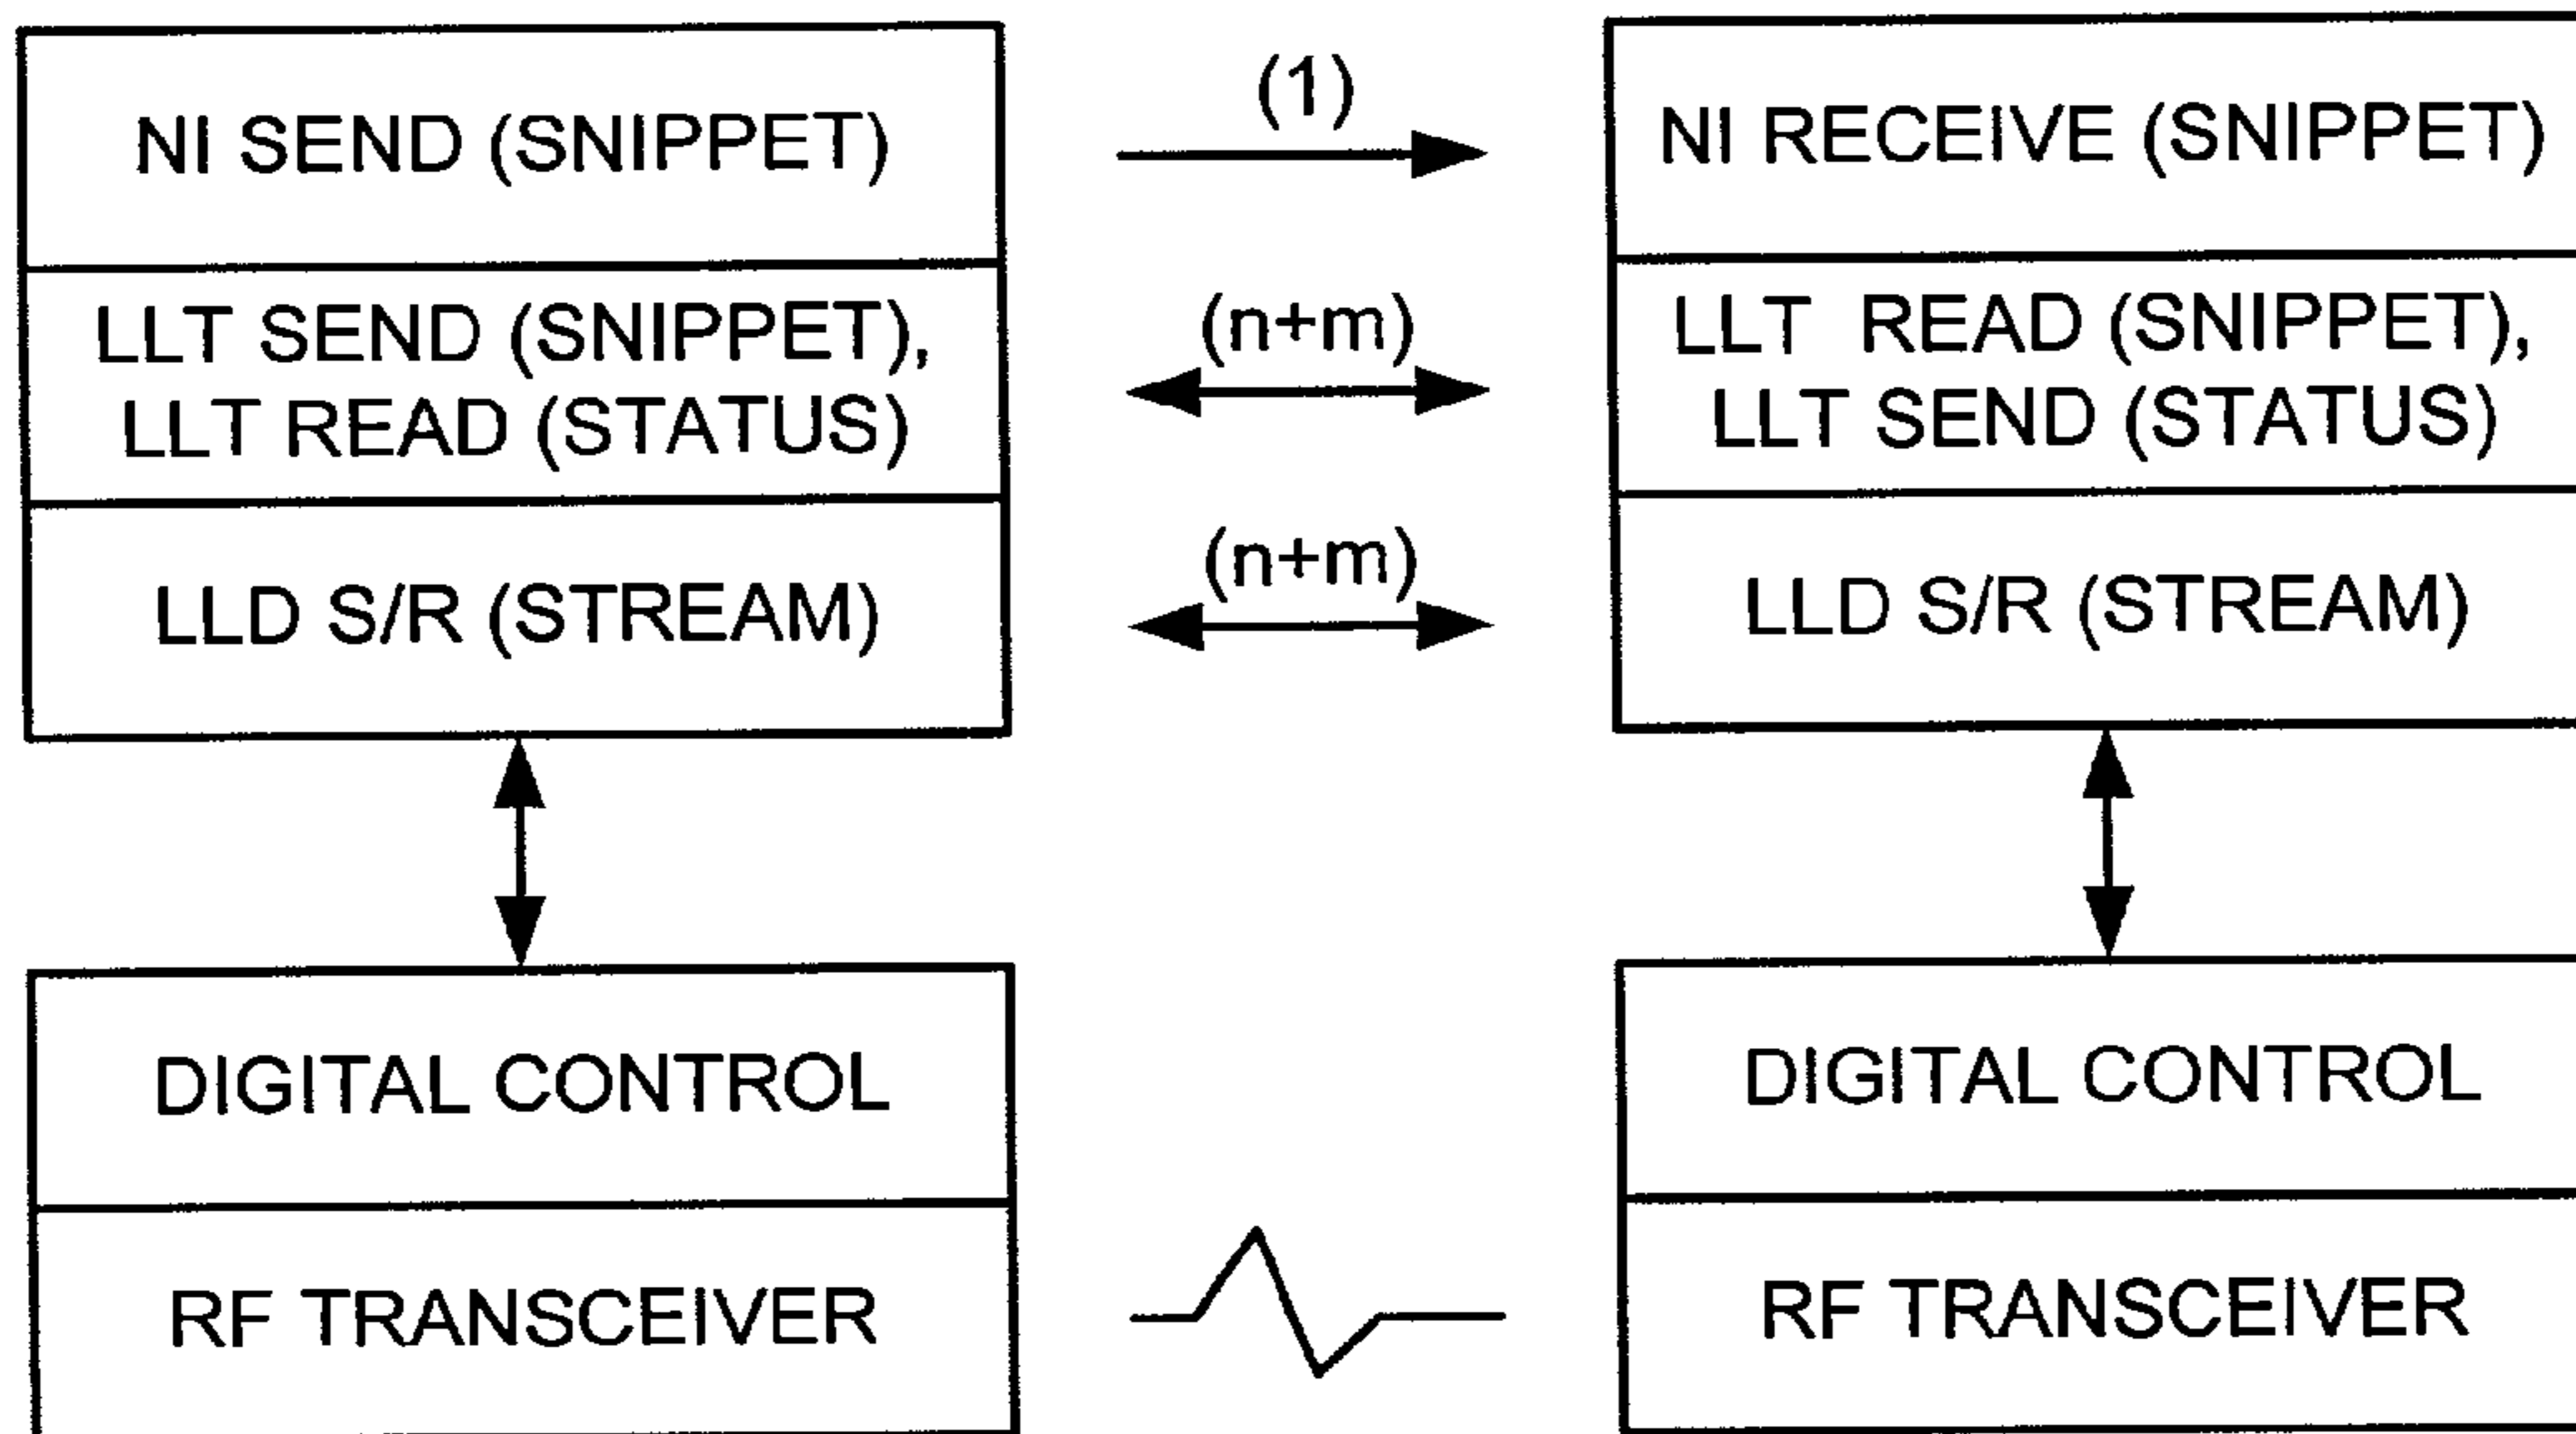 NI SEND (SNIPPET)
(1)
NI RECEIVE (SNIPPET)
LLT SEND (SNIPPET),
LLT READ (STATUS)
(n+m)
LLT READ (SNIPPET),
LLT SEND (STATUS)
LLD S/R (STREAM)
(n+m)
LLD S/R (STREAM)
DIGITAL CONTROL
DIGITAL CONTROL
RF TRANSCEIVER
RF TRANSCEIVER